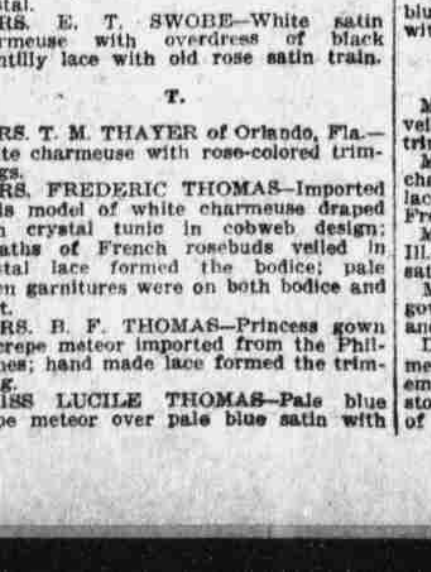 stal.
RS. E. T. SWOBE—White satin
rmeuse with overdress of black
ntilly lace with old rose satin train.
T.
RS. T. M. THAYER of Orlando, Fla.—
te charmeuse with rose-colored trim-
gs.
RS. FREDERIC THOMAS—Imported
is model of white charmeuse draped
h crystal tunic in cobweb design;
aths of French rosebuds veiled in
stal lace formed the bodice; pale
en garnitures were on both bodice and
t.
RS. B. F. THOMAS—Princess gown
crepe meteor imported from the Phil-
nes; hand made lace formed the trim-
g.
ISS LUCILE THOMAS—Pale blue
pe meteor over pale blue satin with
blu
wit
M
vei
tri
M
cha
lac
Fre
M
Ill.
sat
M
gov
and
D
me
em
sto
of